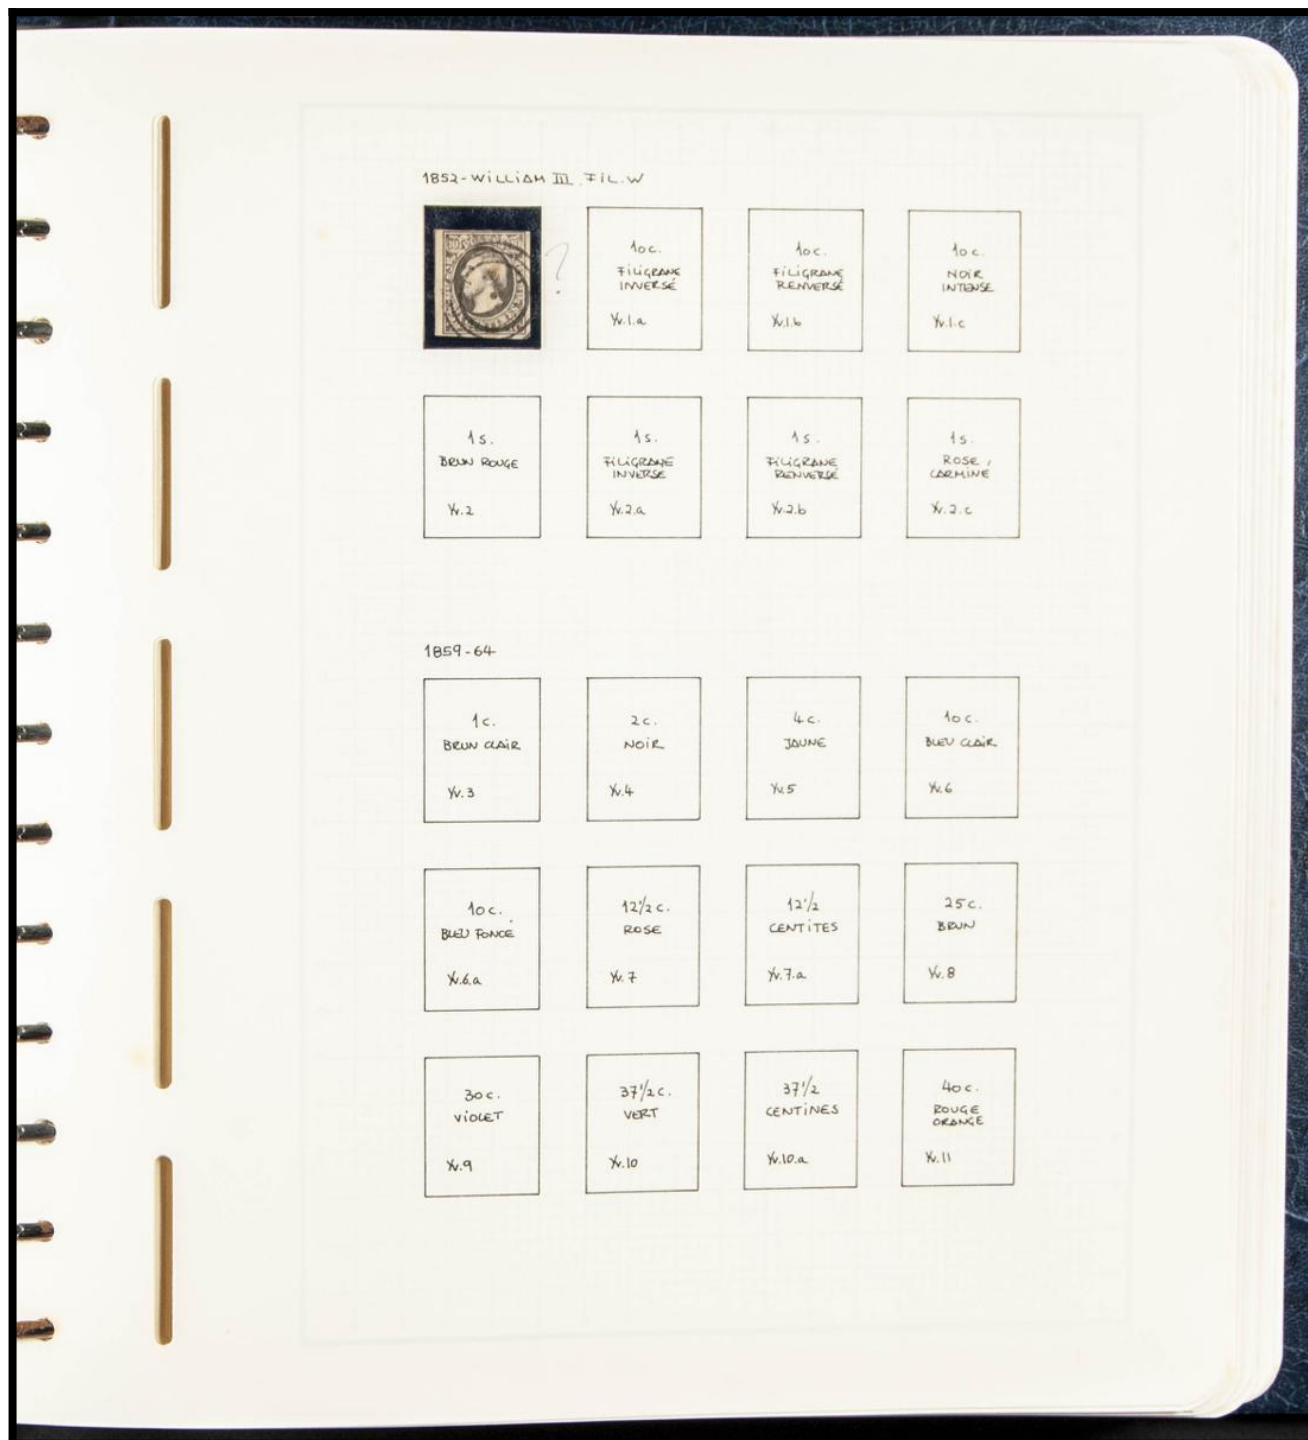 1852-WILLIAM III. FIL.W
?
10c.
FILIGRANE
INVERSÉ
Yv.1.a
10c.
FILIGRANE
RENVERSÉ
Yv.1.b
10c.
NOIR
INTENSE
Yv.1.c
1s.
BRUN ROUGE
Yv.2
1s.
FILIGRANE
INVERSE
Yv.2.a
1s.
FILIGRANE
RENVERSÉ
Yv.2.b
1s.
ROSE,
CARMINE
Yv.2.c
1859-64
1c.
BRUN CLAIR
Yv.3
2c.
NOIR
Yv.4
4c.
JAUNE
Yv.5
10c.
BLEU CLAIR
Yv.6
10c.
BLEU FONCÉ
Yv.6.a
12½c.
ROSE
Yv.7
12½
CENTITES
Yv.7.a
25c.
BRUN
Yv.8
30c.
VIOLET
Yv.9
37½c.
VERT
Yv.10
37½
CENTINES
Yv.10.a
40c.
ROUGE
ORANGE
Yv.11